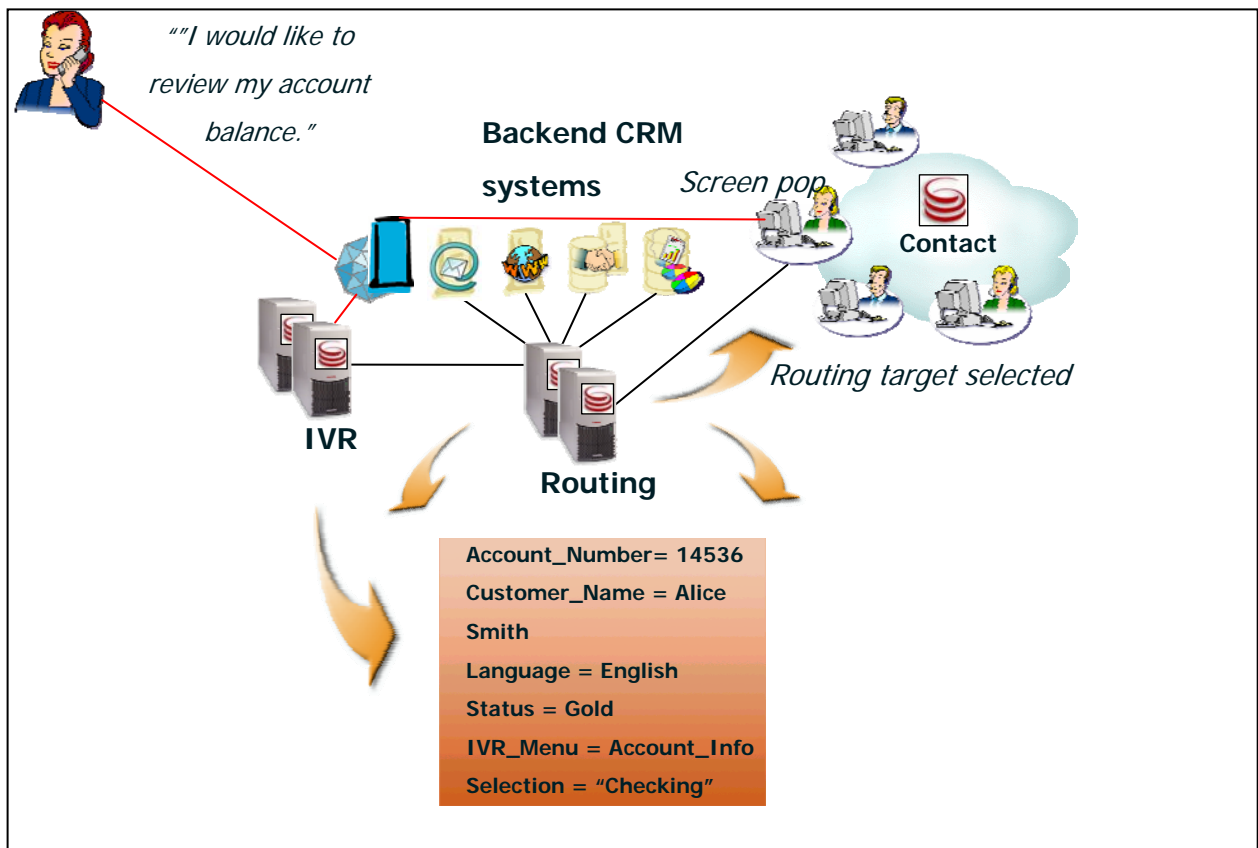 “”I would like to
review my account
balance.”
Backend CRM
systems
Screen pop
Contact
WWW
IVR
Routing
Routing target selected
Account_Number= 14536
Customer_Name = Alice
Smith
Language = English
Status = Gold
IVR_Menu = Account_Info
Selection = “Checking”